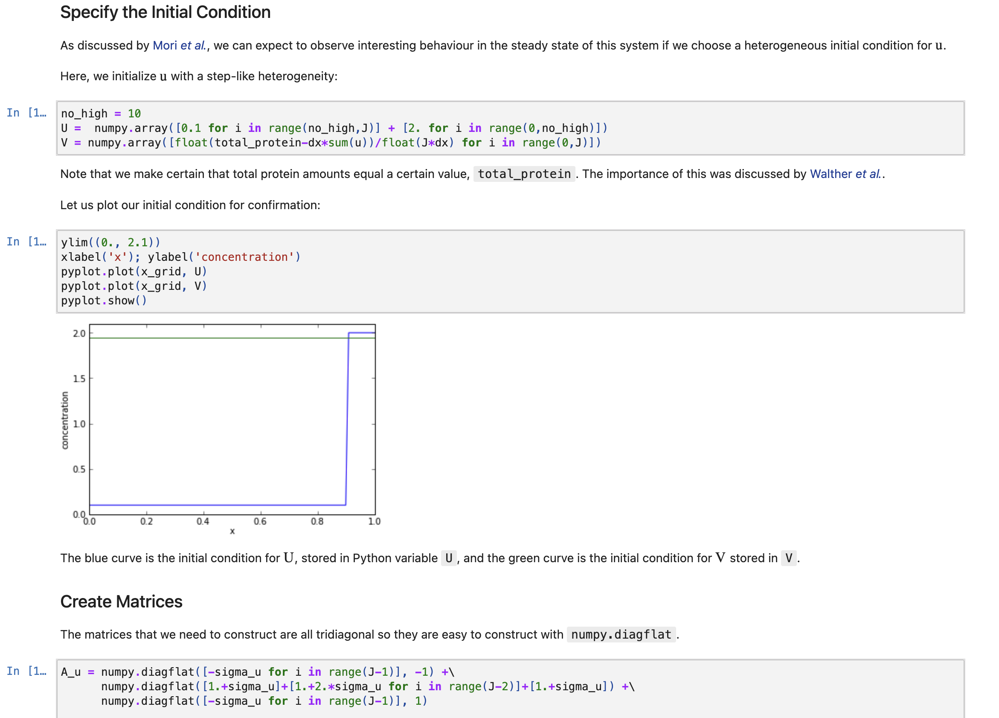 Specify the Initial Condition
As discussed by Mori et al., we can expect to observe interesting behaviour in the steady state of this system if we choose a heterogeneous initial condition for u.
Here, we initialize u with a step-like heterogeneity:
In [1…
no_high = 10
U =  numpy.array([0.1 for i in range(no_high,J)] + [2. for i in range(0,no_high)])
V = numpy.array([float(total_protein-dx*sum(u))/float(J*dx) for i in range(0,J)])
Note that we make certain that total protein amounts equal a certain value, total_protein. The importance of this was discussed by Walther et al..
Let us plot our initial condition for confirmation:
In [1…
ylim((0., 2.1))
xlabel('x'); ylabel('concentration')
pyplot.plot(x_grid, U)
pyplot.plot(x_grid, V)
pyplot.show()
2.0
1.5
1.0
0.5
0.0
concentration
0.0 0.2 0.4 0.6 0.8 1.0
x
The blue curve is the initial condition for U, stored in Python variable U, and the green curve is the initial condition for V stored in V.
Create Matrices
The matrices that we need to construct are all tridiagonal so they are easy to construct with numpy.diagflat.
In [1…
A_u = numpy.diagflat([-sigma_u for i in range(J-1)], -1) +\
      numpy.diagflat([1.+sigma_u]+[1.+2.*sigma_u for i in range(J-2)]+[1.+sigma_u]) +\
      numpy.diagflat([-sigma_u for i in range(J-1)], 1)